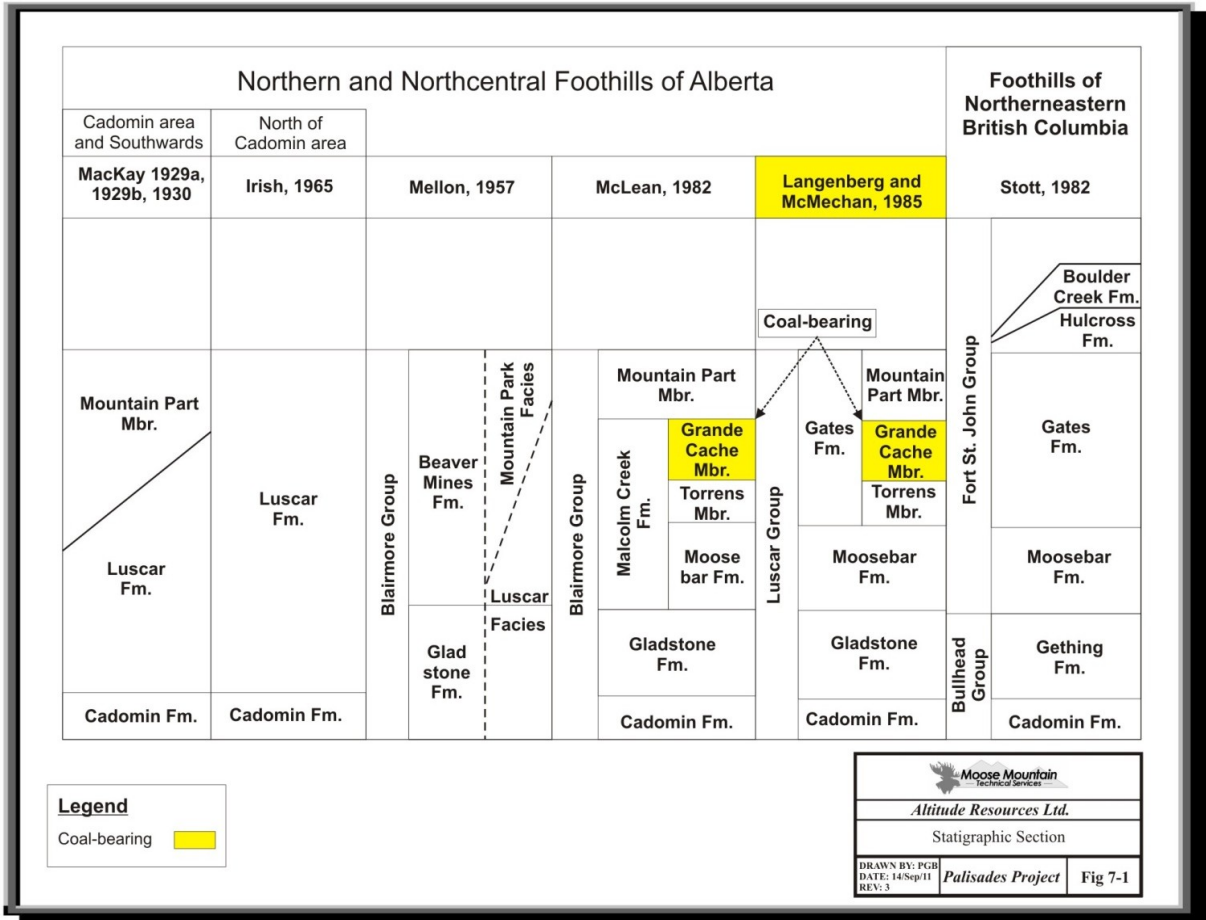 Northern and Northcentral Foothills of Alberta
Foothills of
Northerneastern
British Columbia
Cadomin area
and Southwards
North of
Cadomin area
MacKay 1929a,
1929b, 1930
Irish, 1965
Mellon, 1957
McLean, 1982
Langenberg and
McMechan, 1985
Stott, 1982
Mountain Part
Mbr.
Luscar
Fm.
Cadomin Fm.
Luscar
Fm.
Cadomin Fm.
Blairmore Group
Beaver
Mines
Fm.
Glad
stone
Fm.
Mountain Park
Facies
Luscar
Facies
Blairmore Group
Mountain Part
Mbr.
Malcolm Creek
Fm.
Grande
Cache
Mbr.
Torrens
Mbr.
Moose
bar Fm.
Gladstone
Fm.
Cadomin Fm.
Coal-bearing
Luscar Group
Gates
Fm.
Mountain
Part Mbr.
Grande
Cache
Mbr.
Torrens
Mbr.
Moosebar
Fm.
Gladstone
Fm.
Cadomin Fm.
Fort St. John Group
Bullhead
Group
Boulder
Creek Fm.
Hulcross
Fm.
Gates
Fm.
Moosebar
Fm.
Gething
Fm.
Cadomin Fm.
Legend
Coal-bearing
Moose Mountain
Technical Services
Altitude Resources Ltd.
Statigraphic Section
DRAWN BY: PGB
DATE: 14/Sep/11
REV: 3
Palisades Project
Fig 7-1